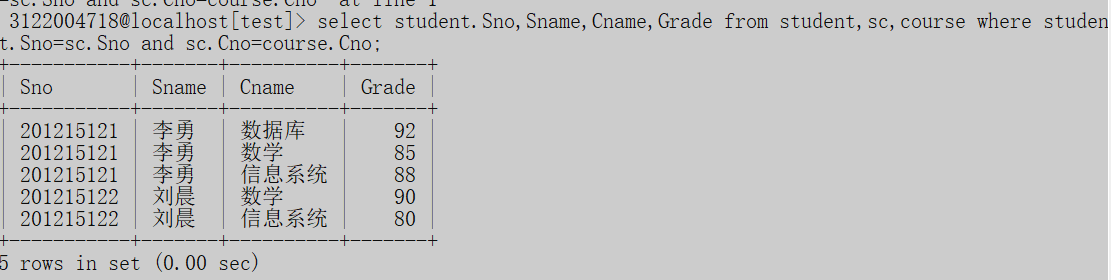 =sc.Sno and sc.Cno=course.Cno' at line 1
3122004718@localhost[test]> select student.Sno,Sname,Cname,Grade from student,sc,course where studen
t.Sno=sc.Sno and sc.Cno=course.Cno;
+-----------+-------+----------+-------+
| Sno | Sname | Cname | Grade |
+-----------+-------+----------+-------+
| 201215121 | 李勇 | 数据库 | 92 |
| 201215121 | 李勇 | 数学 | 85 |
| 201215121 | 李勇 | 信息系统 | 88 |
| 201215122 | 刘晨 | 数学 | 90 |
| 201215122 | 刘晨 | 信息系统 | 80 |
+-----------+-------+----------+-------+
5 rows in set (0.00 sec)